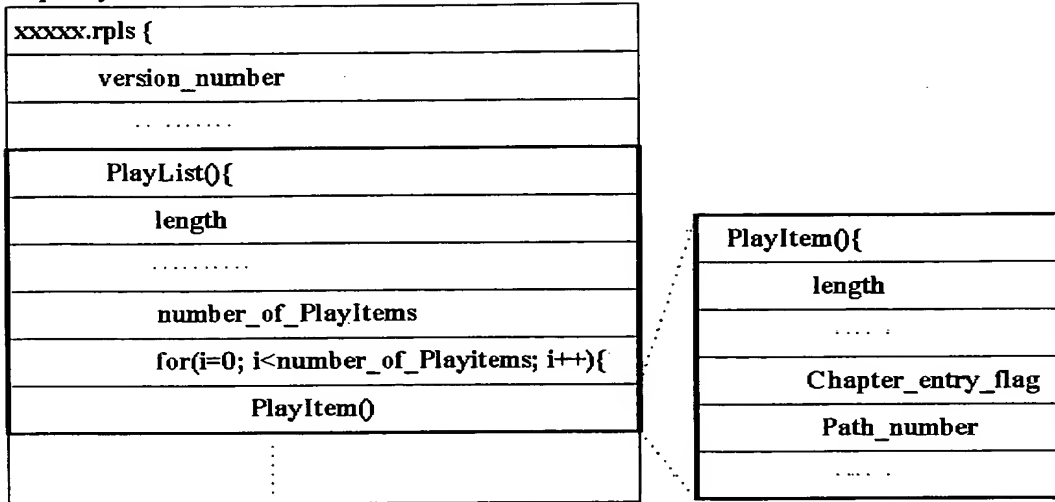 xxxxx.rpls {
version_number
.. .......
PlayList(){
length
..........
number_of_PlayItems
for(i=0; i<number_of_Playitems; i++){
PlayItem()
PlayItem(){
length
.... .
Chapter_entry_flag
Path_number
.... .